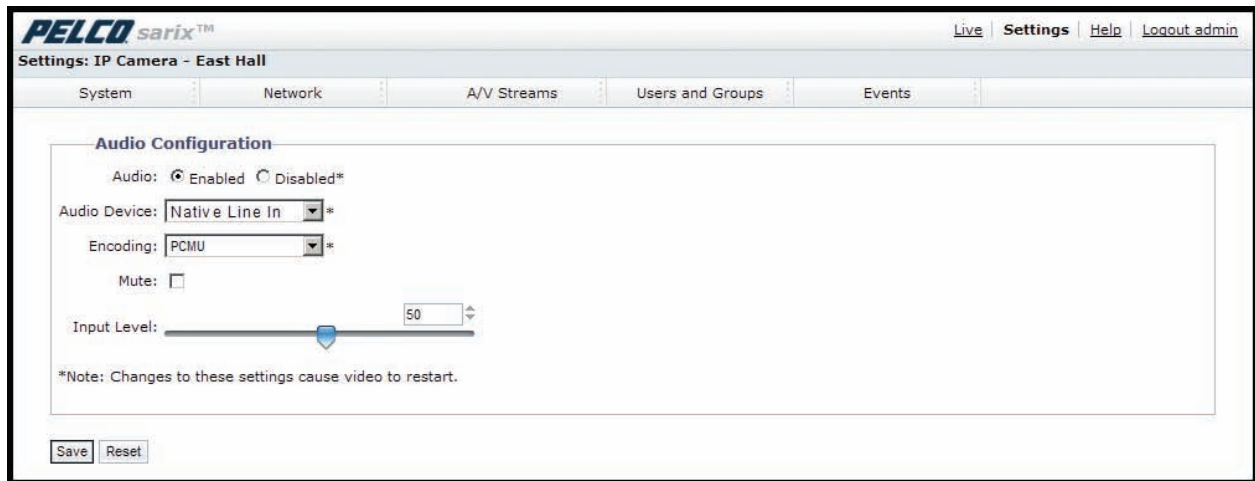 PELCO sarix™ Live Settings Help Logout admin
Settings: IP Camera - East Hall
System Network A/V Streams Users and Groups Events
Audio Configuration
Audio: Enabled Disabled*
Audio Device: Native Line In *
Encoding: PCMU *
Mute:
50
Input Level:
*Note: Changes to these settings cause video to restart.
Save Reset